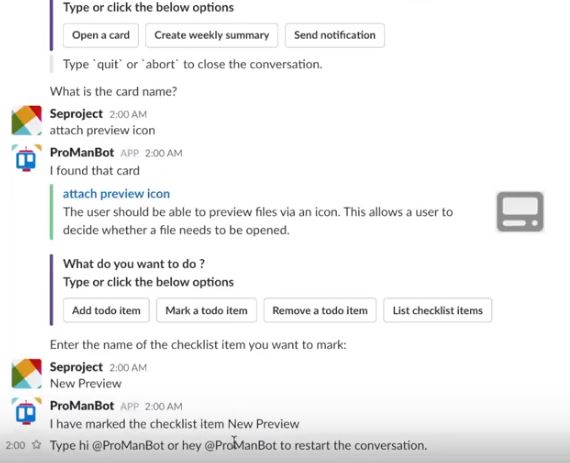 Type or click the below options
Open a card Create weekly summary Send notification
Type `quit` or `abort` to close the conversation.
What is the card name?
Seproject 2:00 AM
attach preview icon
ProManBot APP 2:00 AM
I found that card
attach preview icon
The user should be able to preview files via an icon. This allows a user to
decide whether a file needs to be opened.
What do you want to do ?
Type or click the below options
Add todo item Mark a todo item Remove a todo item List checklist items
Enter the name of the checklist item you want to mark:
Seproject 2:00 AM
New Preview
ProManBot APP 2:00 AM
I have marked the checklist item New Preview
2:00 Type hi @ProManBot or hey @ProManBot to restart the conversation.